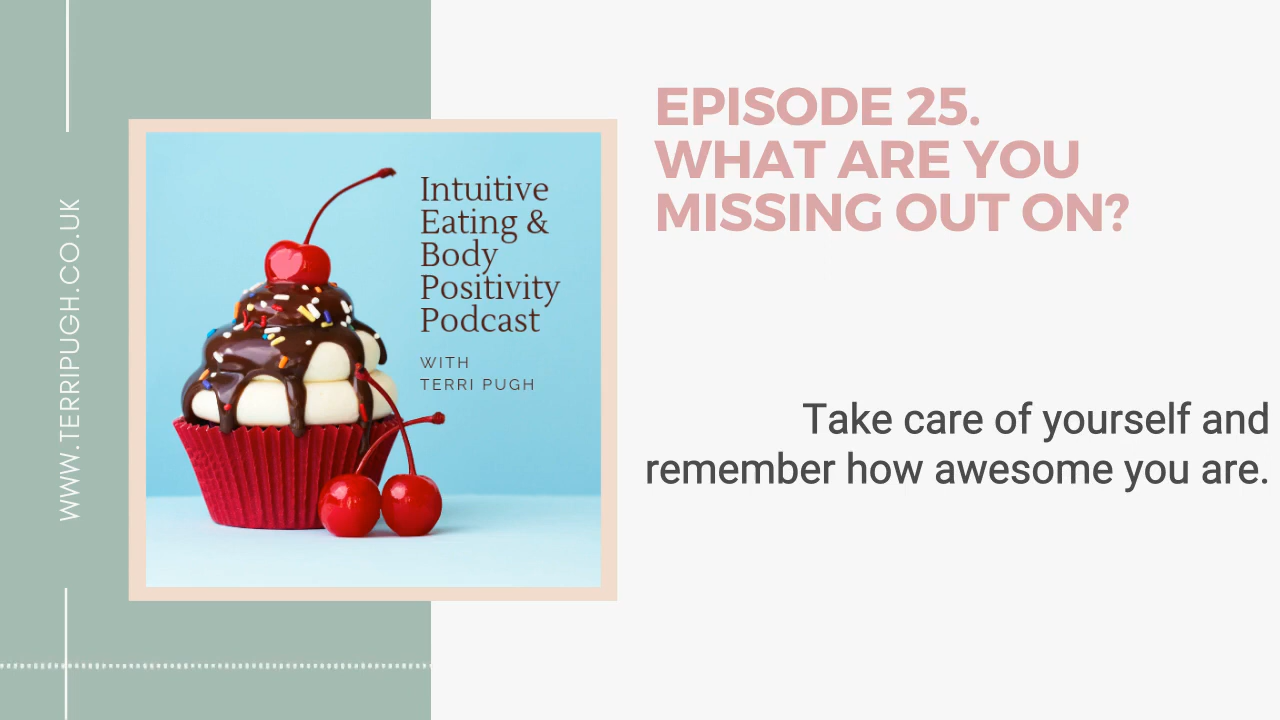 WWW.TERRIPUGH.CO.UK
Intuitive
Eating &
Body
Positivity
Podcast
WITH
TERRI PUGH
EPISODE 25.
WHAT ARE YOU
MISSING OUT ON?
Take care of yourself and
remember how awesome you are.